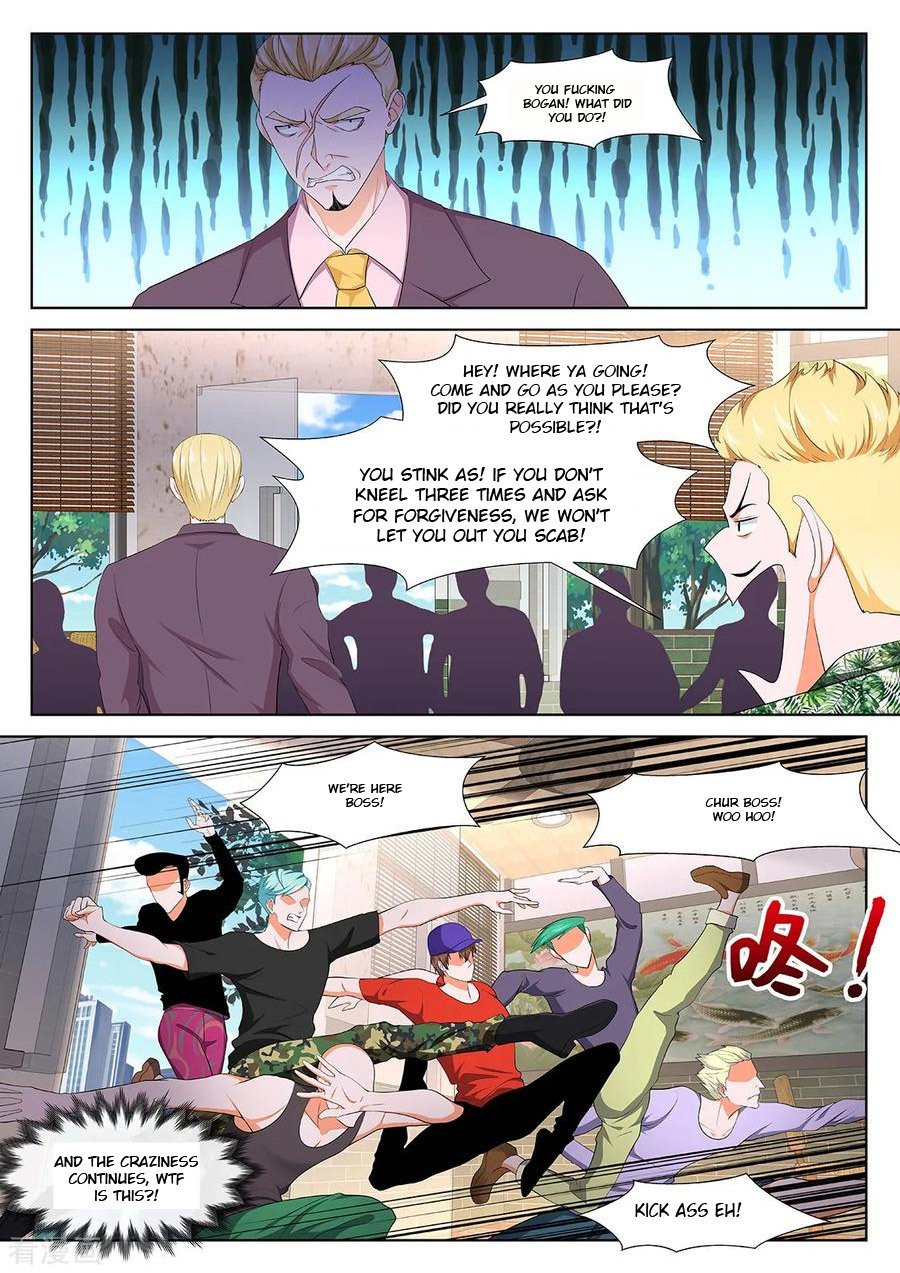 YOU FUCKING
BOGAN! WHAT DID
YOU DO?!
HEY! WHERE YA GOING!
COME AND GO AS YOU PLEASE?
DID YOU REALLY THINK THAT'S
POSSIBLE?!
YOU STINK AS! IF YOU DON'T
KNEEL THREE TIMES AND ASK
FOR FORGIVENESS, WE WON'T
LET YOU OUT YOU SCAB!
WE'RE HERE
BOSS!
CHUR BOSS!
WOO HOO!
咚!
AND THE CRAZINESS
CONTINUES, WTF
IS THIS?!
KICK ASS EH!
看漫画